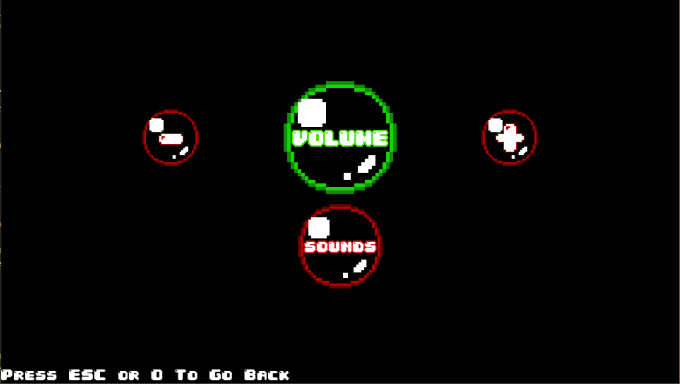 -
VOLUME
+
SOUNDS
Press ESC or O To Go Back